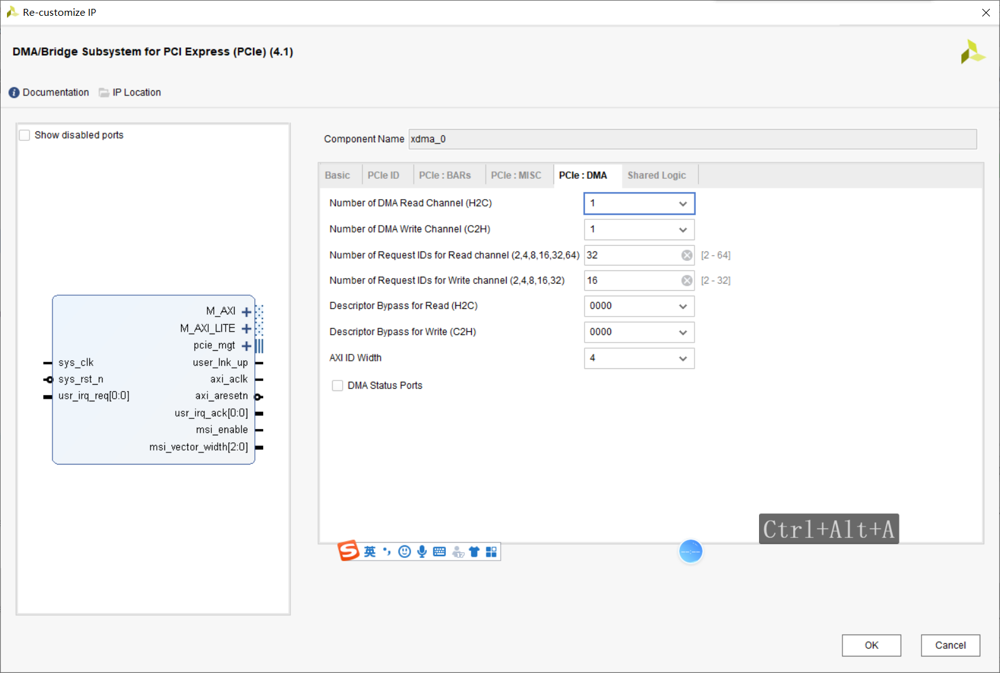 Re-customize IP
DMA/Bridge Subsystem for PCI Express (PCIe) (4.1)
Documentation IP Location
Show disabled ports
Component Name xdma_0
Basic PCIe ID PCIe : BARs PCIe : MISC PCIe : DMA Shared Logic
Number of DMA Read Channel (H2C) 1
Number of DMA Write Channel (C2H) 1
Number of Request IDs for Read channel (2,4,8,16,32,64) 32 [2 - 64]
Number of Request IDs for Write channel (2,4,8,16,32) 16 [2 - 32]
Descriptor Bypass for Read (H2C) 0000
Descriptor Bypass for Write (C2H) 0000
AXI ID Width 4
DMA Status Ports
M_AXI
M_AXI_LITE
pcie_mgt
sys_clk user_lnk_up
sys_rst_n axi_aclk
usr_irq_req[0:0] axi_aresetn
usr_irq_ack[0:0]
msi_enable
msi_vector_width[2:0]
Ctrl+Alt+A
S 英
--:--
OK Cancel